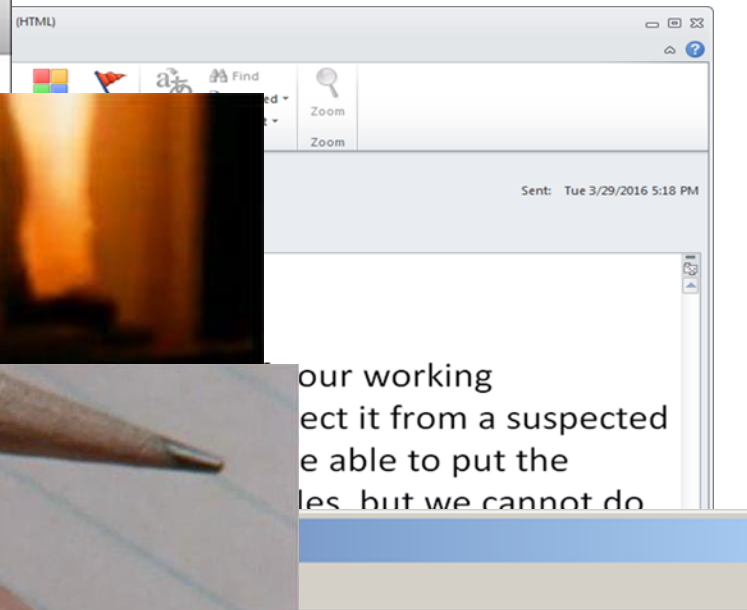 (HTML)
Find
Zoom
Zoom
Sent: Tue 3/29/2016 5:18 PM
our working
ect it from a suspected
e able to put the
les, but we cannot do